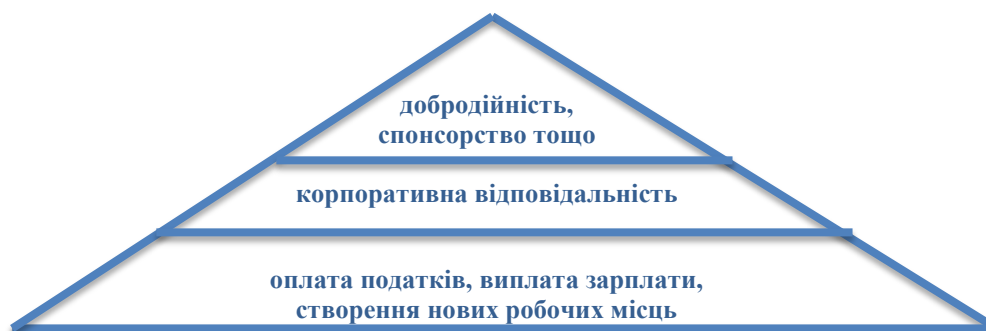 добродійність,
спонсорство тощо
корпоративна відповідальність
оплата податків, виплата зарплати,
створення нових робочих місць